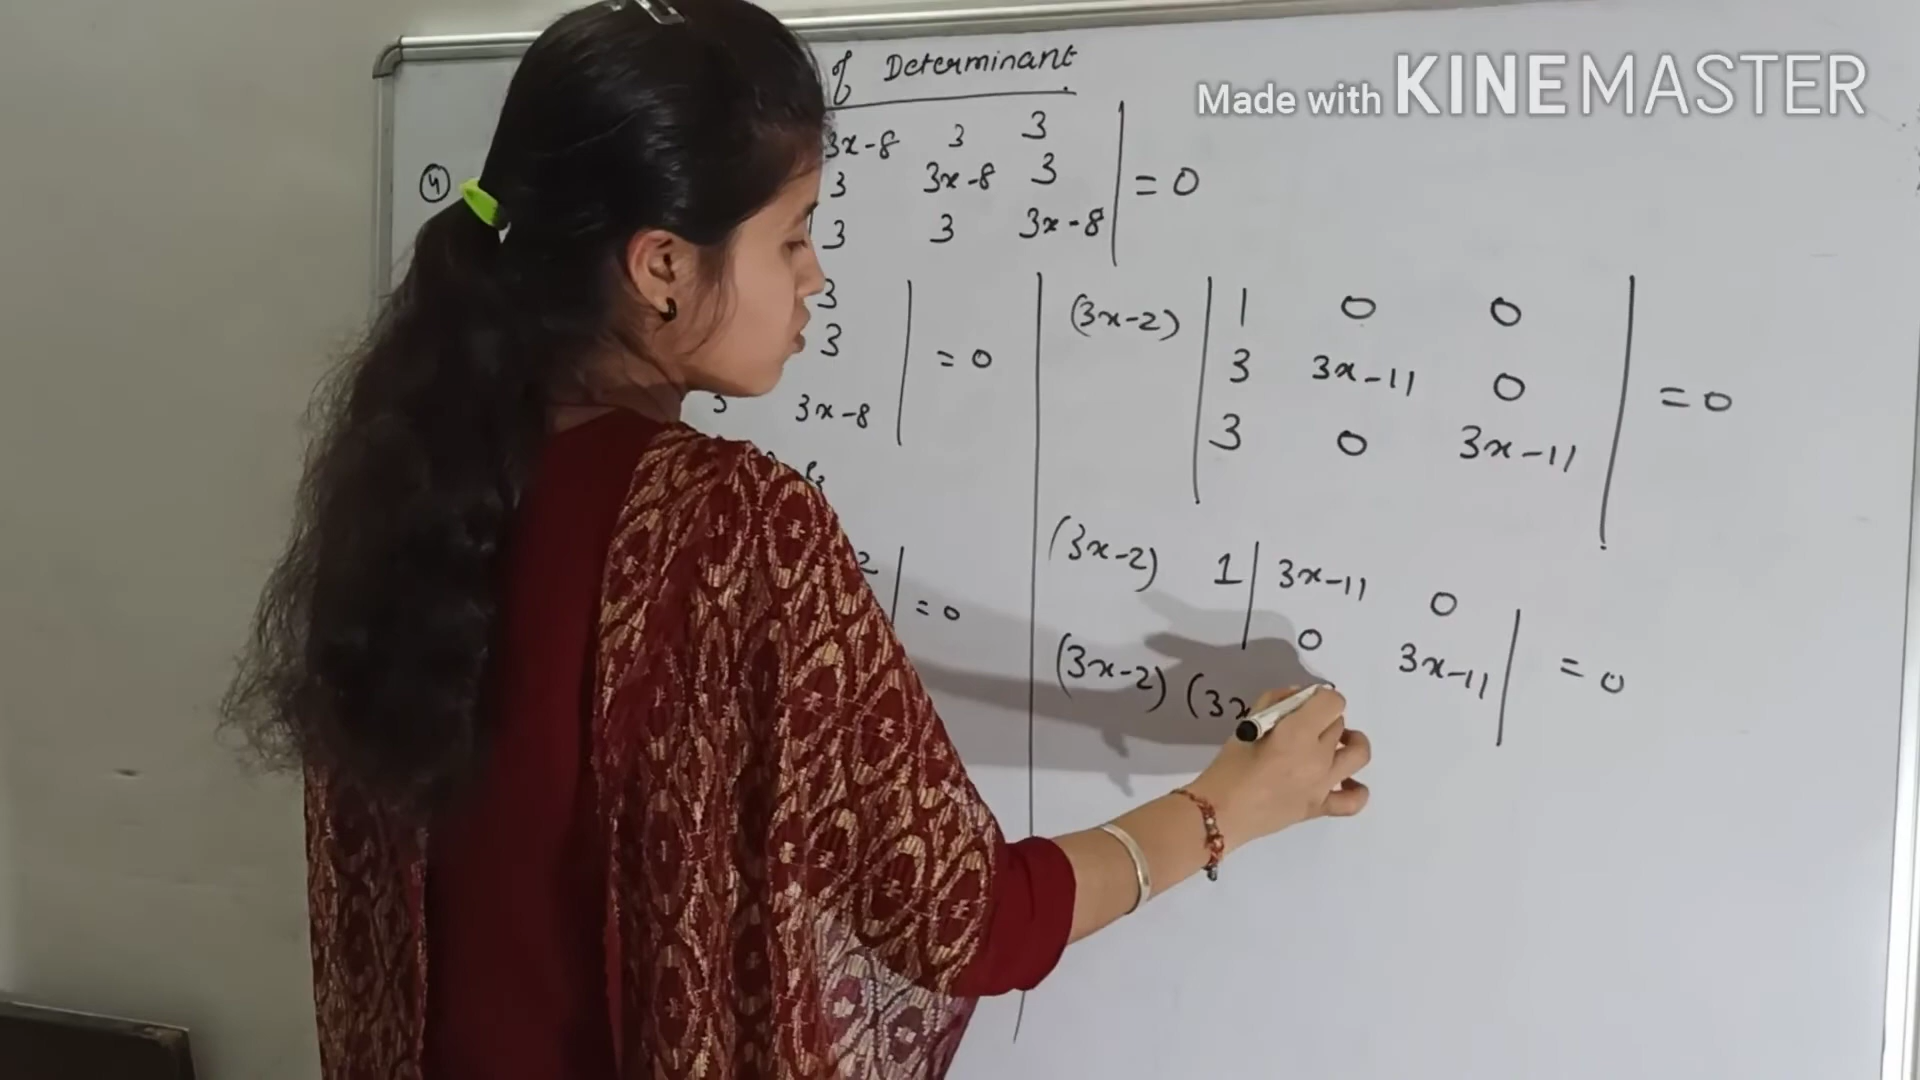 of Determinant
Made with KINEMASTER
④
3x-8 3 3
3 3x-8 3 = 0
3 3 3x-8
3
3 = 0
3 3x-8
(3x-2) 1 0 0
3 3x-11 0 = 0
3 0 3x-11
(3x-2) 1 3x-11 0
0 3x-11 = 0
2
= 0
(3x-2) (3x